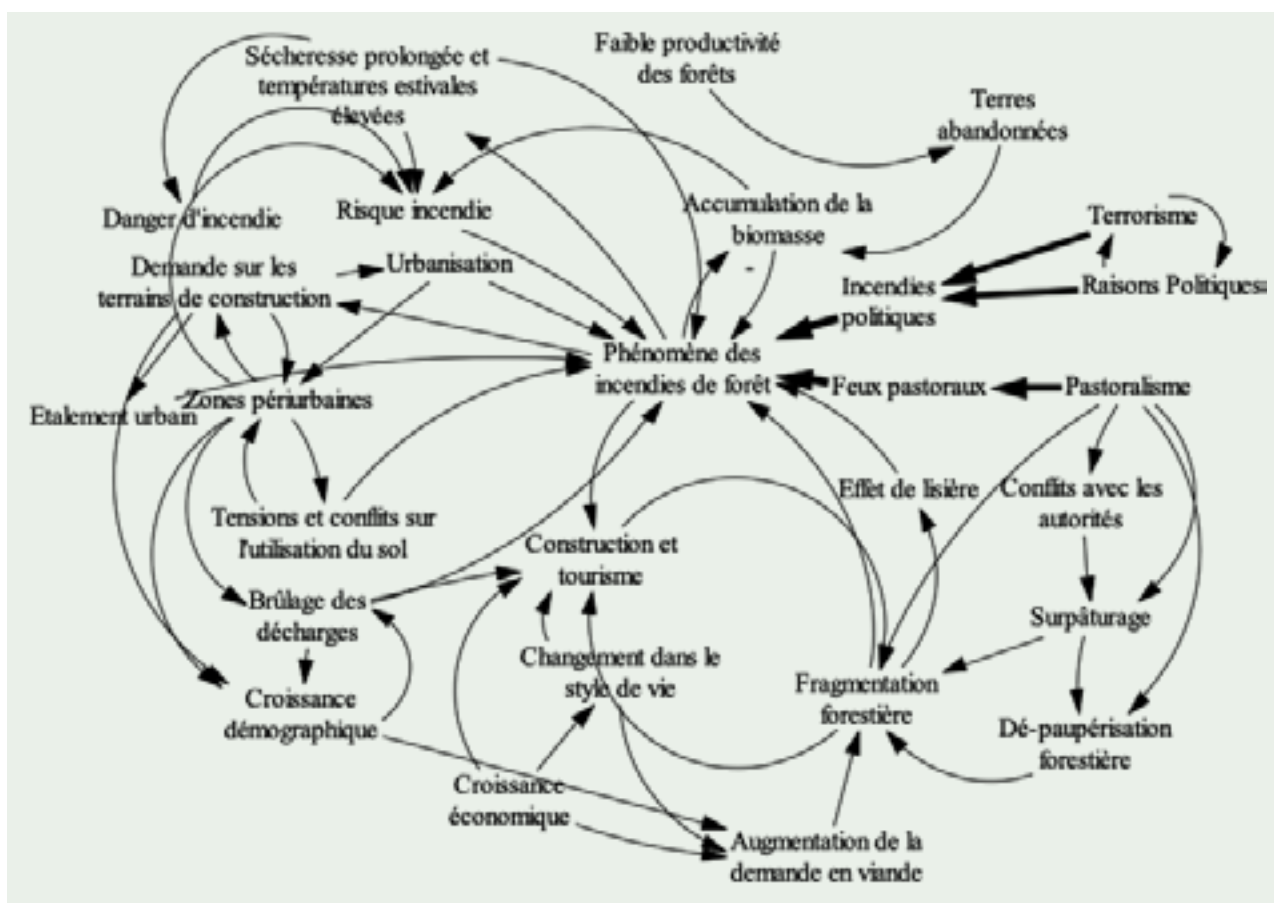 Sécheresse prolongée et
températures estivales
élevées
Faible productivité
des forêts
Terres
abandonnées
Danger d'incendie
Risque incendie
Accumulation de la
biomasse
-
Terrorisme
Demande sur les
terrains de construction
Urbanisation
Incendies
politiques
Raisons Politiques
Phénomène des
incendies de forêt
Feux pastoraux
Pastoralisme
Etalement urbain
Zones périurbaines
Tensions et conflits sur
l'utilisation du sol
Construction et
tourisme
Effet de lisière
Conflits avec les
autorités
Brûlage des
décharges
Surpâturage
Changement dans le
style de vie
Croissance
démographique
Fragmentation
forestière
Dé-paupérisation
forestière
Croissance
économique
Augmentation de la
demande en viande